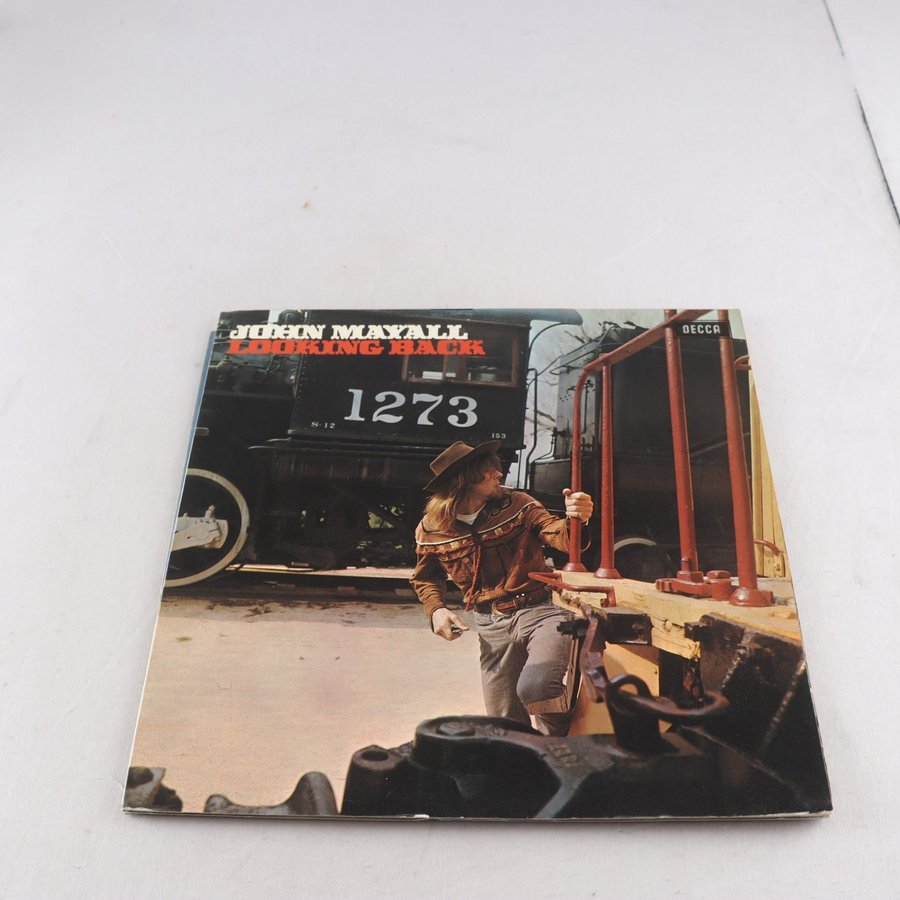 JOHN MAYALL
LOOKING BACK
DECCA
1273
S-12
153